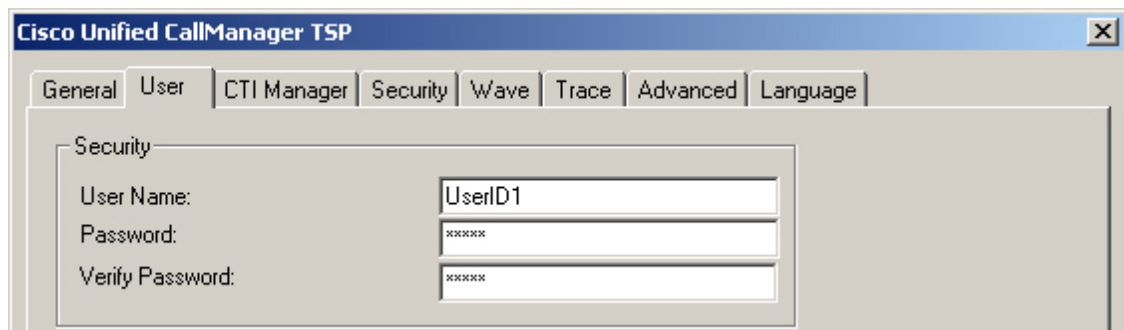 Cisco Unified CallManager TSP
General User CTI Manager Security Wave Trace Advanced Language
Security
User Name: UserID1
Password: *****
Verify Password: *****